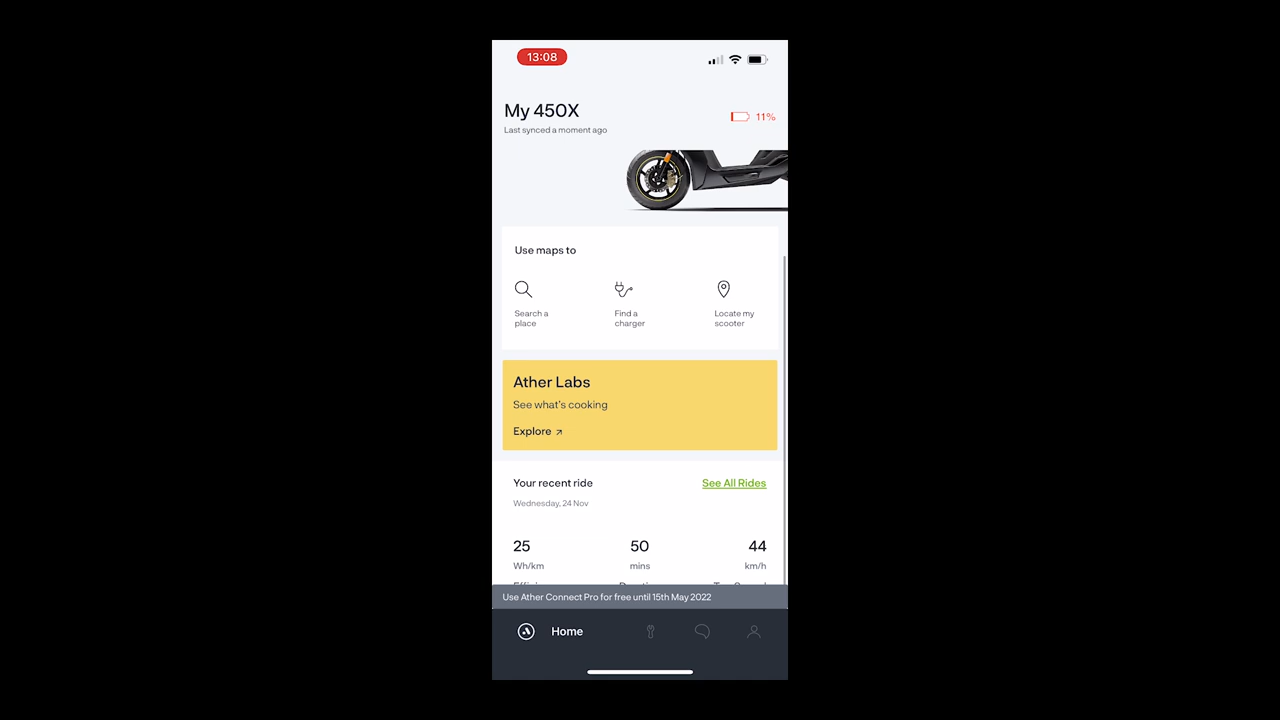 13:08
My 450X
11%
Last synced a moment ago
Use maps to
Search a
place
Find a
charger
Locate my
scooter
Ather Labs
See what's cooking
Explore
Your recent ride
See All Rides
Wednesday, 24 Nov
25
50
44
Wh/km
mins
km/h
Use Ather Connect Pro for free until 15th May 2022
Home